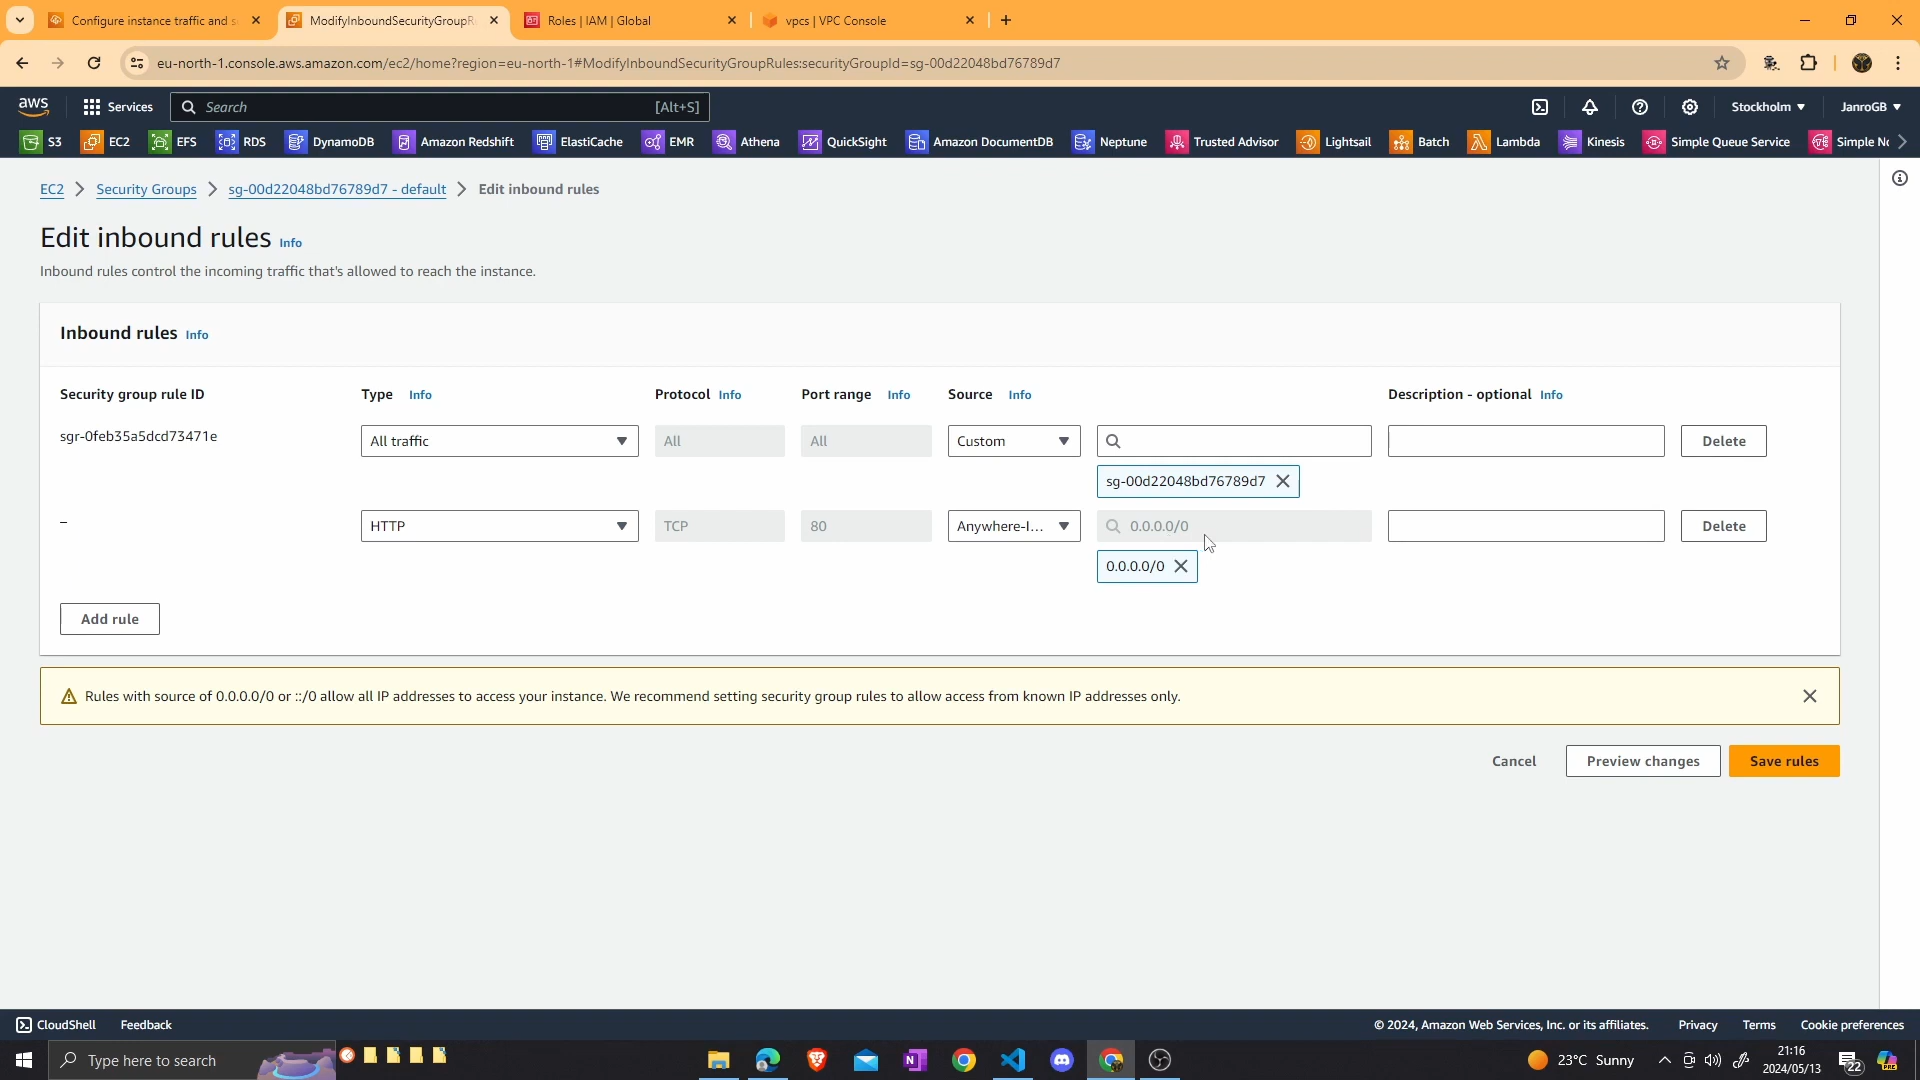 Configure instance traffic and s
ModifyInboundSecurityGroupRu
Roles | IAM | Global
vpcs | VPC Console
eu-north-1.console.aws.amazon.com/ec2/home?region=eu-north-1#ModifyInboundSecurityGroupRules:securityGroupId=sg-00d22048bd76789d7
aws Services Search [Alt+S] Stockholm JanroGB
S3 EC2 EFS RDS DynamoDB Amazon Redshift ElastiCache EMR Athena QuickSight Amazon DocumentDB Neptune Trusted Advisor Lightsail Batch Lambda Kinesis Simple Queue Service Simple No
EC2 Security Groups sg-00d22048bd76789d7 - default Edit inbound rules
Edit inbound rules Info
Inbound rules control the incoming traffic that's allowed to reach the instance.
Inbound rules Info
Security group rule ID Type Info Protocol Info Port range Info Source Info Description - optional Info
sgr-0feb35a5dcd73471e All traffic All All Custom Delete
sg-00d22048bd76789d7
– HTTP TCP 80 Anywhere-I... 0.0.0.0/0 Delete
0.0.0.0/0
Add rule
Rules with source of 0.0.0.0/0 or ::/0 allow all IP addresses to access your instance. We recommend setting security group rules to allow access from known IP addresses only.
Cancel Preview changes Save rules
CloudShell Feedback © 2024, Amazon Web Services, Inc. or its affiliates. Privacy Terms Cookie preferences
Type here to search 23°C Sunny 21:16
2024/05/13 22